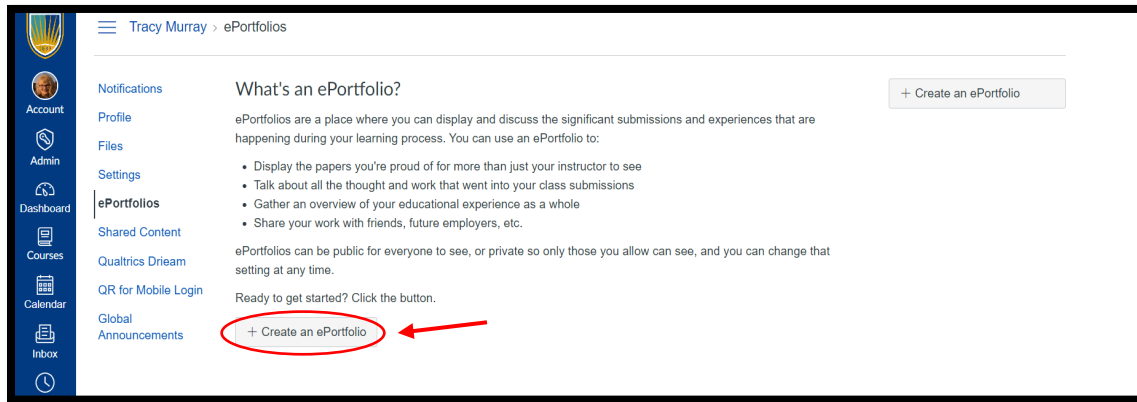 Tracy Murray › ePortfolios
Account
Admin
Dashboard
Courses
Calendar
Inbox
Notifications
Profile
Files
Settings
ePortfolios
Shared Content
Qualtrics Drieam
QR for Mobile Login
Global
Announcements
What's an ePortfolio?
ePortfolios are a place where you can display and discuss the significant submissions and experiences that are
happening during your learning process. You can use an ePortfolio to:
• Display the papers you're proud of for more than just your instructor to see
• Talk about all the thought and work that went into your class submissions
• Gather an overview of your educational experience as a whole
• Share your work with friends, future employers, etc.
ePortfolios can be public for everyone to see, or private so only those you allow can see, and you can change that
setting at any time.
Ready to get started? Click the button.
+ Create an ePortfolio
+ Create an ePortfolio